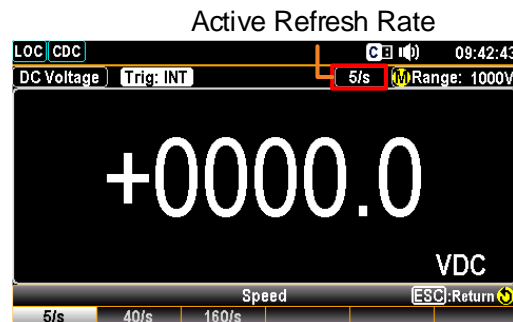 Active Refresh Rate
LOC CDC C 09:42:43
DC Voltage Trig: INT 5/s M Range: 1000V
+0000.0
VDC
Speed ESC:Return
5/s 40/s 160/s